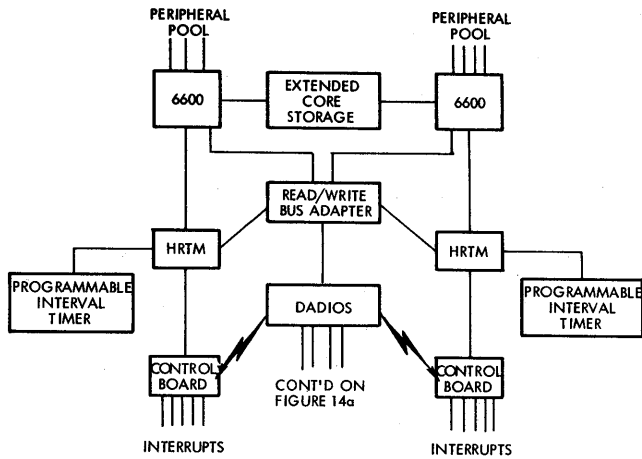 PERIPHERAL
POOL
PERIPHERAL
POOL
6600
EXTENDED
CORE
STORAGE
6600
READ/WRITE
BUS ADAPTER
HRTM
HRTM
PROGRAMMABLE
INTERVAL
TIMER
DADIOS
PROGRAMMABLE
INTERVAL
TIMER
CONTROL
BOARD
CONT'D ON
FIGURE 14a
CONTROL
BOARD
INTERRUPTS
INTERRUPTS